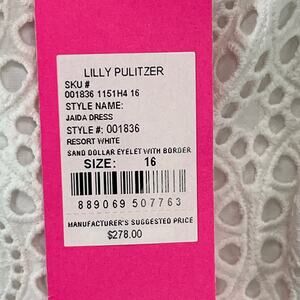 LILLY PULITZER
SKU #
001836 1151H4 16
STYLE NAME:
JAIDA DRESS
STYLE #: 001836
RESORT WHITE
SAND DOLLAR EYELET WITH BORDER
SIZE: 16
889069 507763
MANUFACTURER'S SUGGESTED PRICE
$278.00